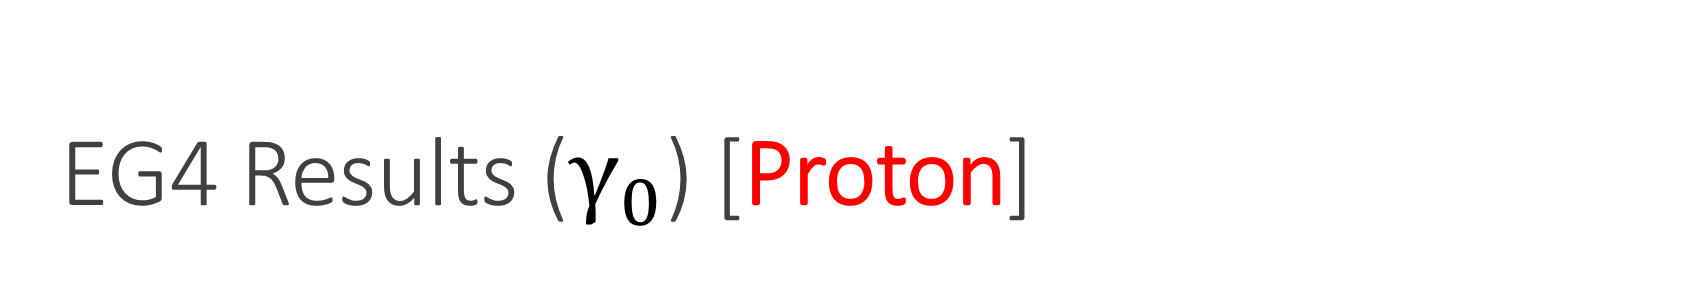 EG4 Results (γ₀) [Proton]